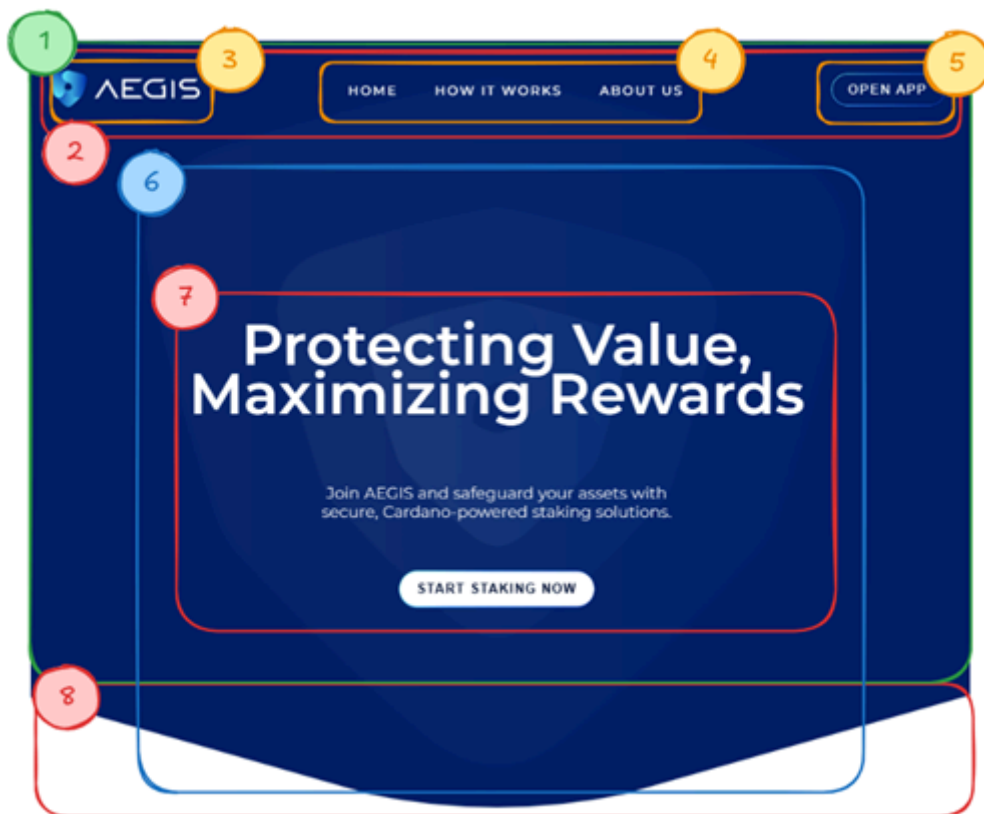 1
3
4
5
AEGIS
HOME HOW IT WORKS ABOUT US
OPEN APP
2
6
7
Protecting Value,
Maximizing Rewards
Join AEGIS and safeguard your assets with
secure, Cardano-powered staking solutions.
START STAKING NOW
8